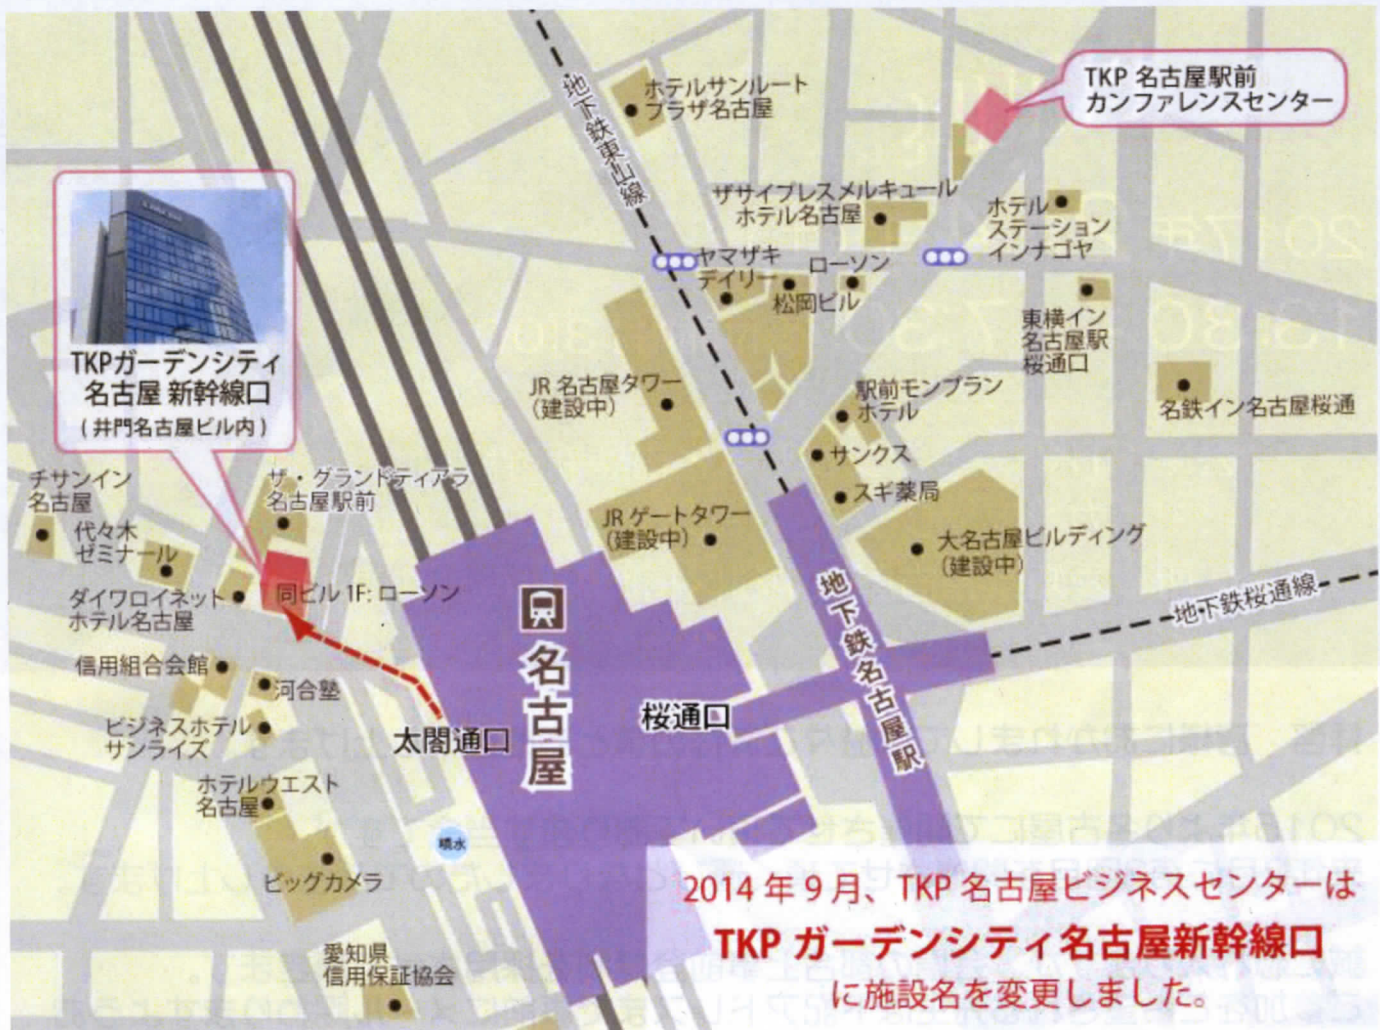 TKP 名古屋駅前
カンファレンスセンター
ホテルサンルート
プラザ名古屋
地下鉄東山線
ザサイプレスメルキュール
ホテル名古屋
ホテル
ステーション
インナゴヤ
ヤマザキ
デイリー
ローソン
松岡ビル
東横イン
名古屋駅
桜通口
名鉄イン名古屋桜通
TKPガーデンシティ
名古屋 新幹線口
(井門名古屋ビル内)
JR 名古屋タワー
(建設中)
駅前モンブラン
ホテル
サンクス
スギ薬局
チサンイン
名古屋
ザ・グランドティアラ
名古屋駅前
代々木
ゼミナール
JR ゲートタワー
(建設中)
大名古屋ビルディング
(建設中)
ダイワロイネット
ホテル名古屋
同ビル 1F: ローソン
地下鉄桜通線
名古屋
地下鉄名古屋駅
信用組合会館
河合塾
桜通口
太閤通口
ビジネスホテル
サンライズ
ホテルウエスト
名古屋
噴水
ビッグカメラ
愛知県
信用保証協会
2014 年 9 月、TKP 名古屋ビジネスセンターは
TKP ガーデンシティ名古屋新幹線口
に施設名を変更しました。